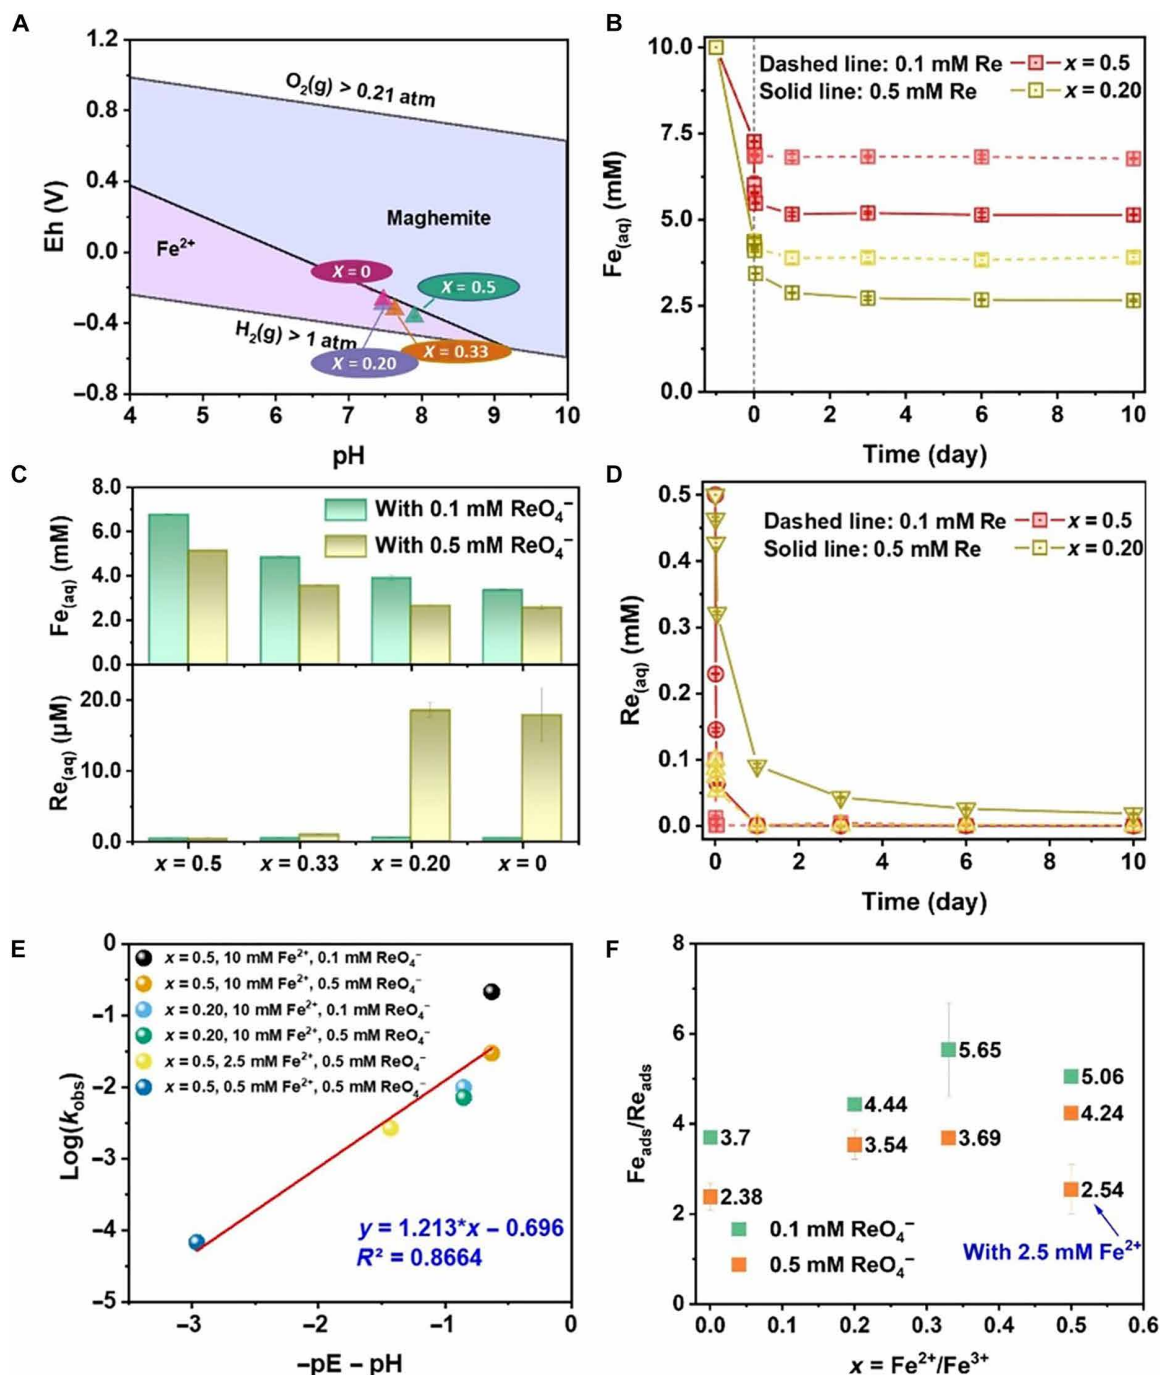 A
1.2
0.8
0.4
0.0
−0.4
−0.8
Eh (V)
O₂(g) > 0.21 atm
Maghemite
Fe²⁺
X = 0
X = 0.5
H₂(g) > 1 atm
X = 0.33
X = 0.20
4 5 6 7 8 9 10
pH
B
10.0
7.5
5.0
2.5
0.0
Fe(aq) (mM)
Dashed line: 0.1 mM Re x = 0.5
Solid line: 0.5 mM Re x = 0.20
0 2 4 6 8 10
Time (day)
C
8.0
6.0
4.0
2.0
0.0
Fe(aq) (mM)
With 0.1 mM ReO₄⁻
With 0.5 mM ReO₄⁻
20.0
10.0
0.0
Re(aq) (μM)
x = 0.5 x = 0.33 x = 0.20 x = 0
D
0.5
0.4
0.3
0.2
0.1
0.0
Re(aq) (mM)
Dashed line: 0.1 mM Re x = 0.5
Solid line: 0.5 mM Re x = 0.20
0 2 4 6 8 10
Time (day)
E
0
−1
−2
−3
−4
−5
Log(kobs)
x = 0.5, 10 mM Fe²⁺, 0.1 mM ReO₄⁻
x = 0.5, 10 mM Fe²⁺, 0.5 mM ReO₄⁻
x = 0.20, 10 mM Fe²⁺, 0.1 mM ReO₄⁻
x = 0.20, 10 mM Fe²⁺, 0.5 mM ReO₄⁻
x = 0.5, 2.5 mM Fe²⁺, 0.5 mM ReO₄⁻
x = 0.5, 0.5 mM Fe²⁺, 0.5 mM ReO₄⁻
y = 1.213*x − 0.696
R² = 0.8664
−3 −2 −1 0
−pE − pH
F
8
6
4
2
0
Feads/Reads
3.7
2.38
4.44
3.54
5.65
3.69
5.06
4.24
2.54
0.1 mM ReO₄⁻
0.5 mM ReO₄⁻
With 2.5 mM Fe²⁺
0.0 0.1 0.2 0.3 0.4 0.5 0.6
x = Fe²⁺/Fe³⁺